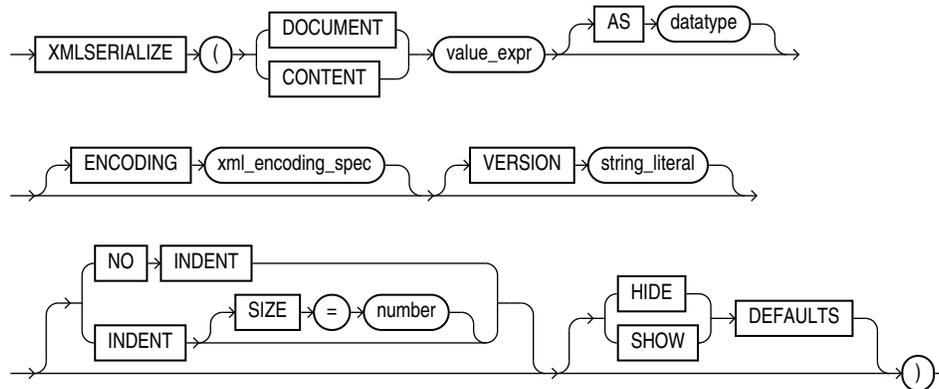 XMLSERIALIZE ( DOCUMENT CONTENT value_expr AS datatype
ENCODING xml_encoding_spec VERSION string_literal
NO INDENT
INDENT SIZE = number
HIDE
SHOW
DEFAULTS
)